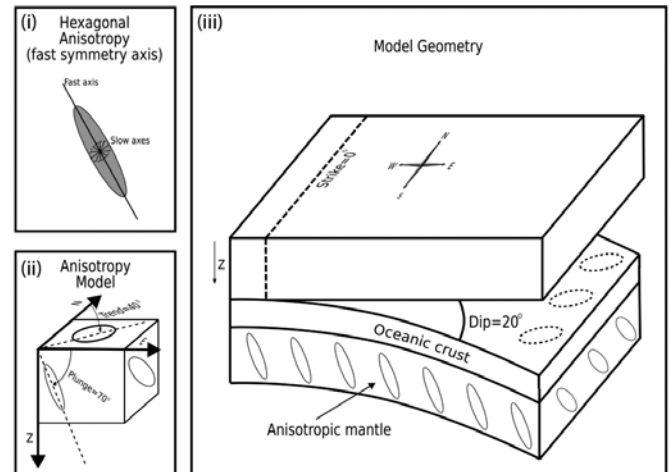 (i)
Hexagonal
Anisotropy
(fast symmetry axis)
Fast axis
Slow axes
(ii)
Anisotropy
Model
N
Trend=40°
E
Plunge=70°
Z
(iii)
Model Geometry
Strike=0°
N
W
E
S
Z
Dip=20°
Oceanic crust
Anisotropic mantle